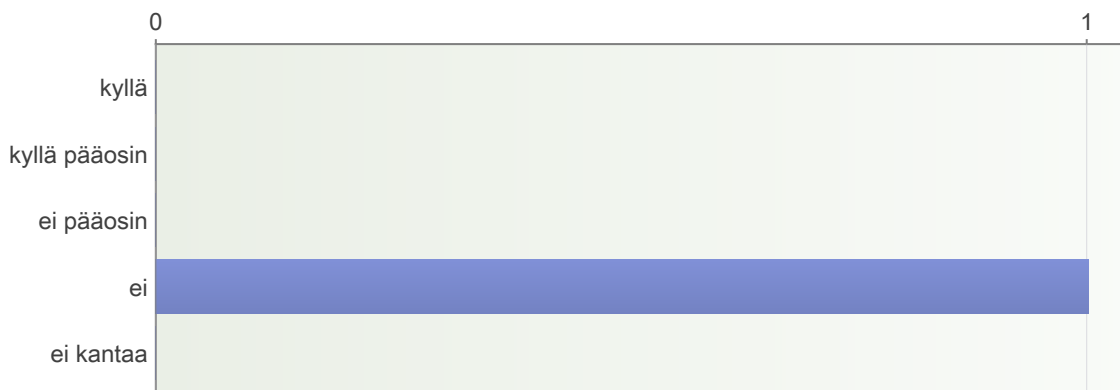 0 1
kyllä
kyllä pääosin
ei pääosin
ei
ei kantaa